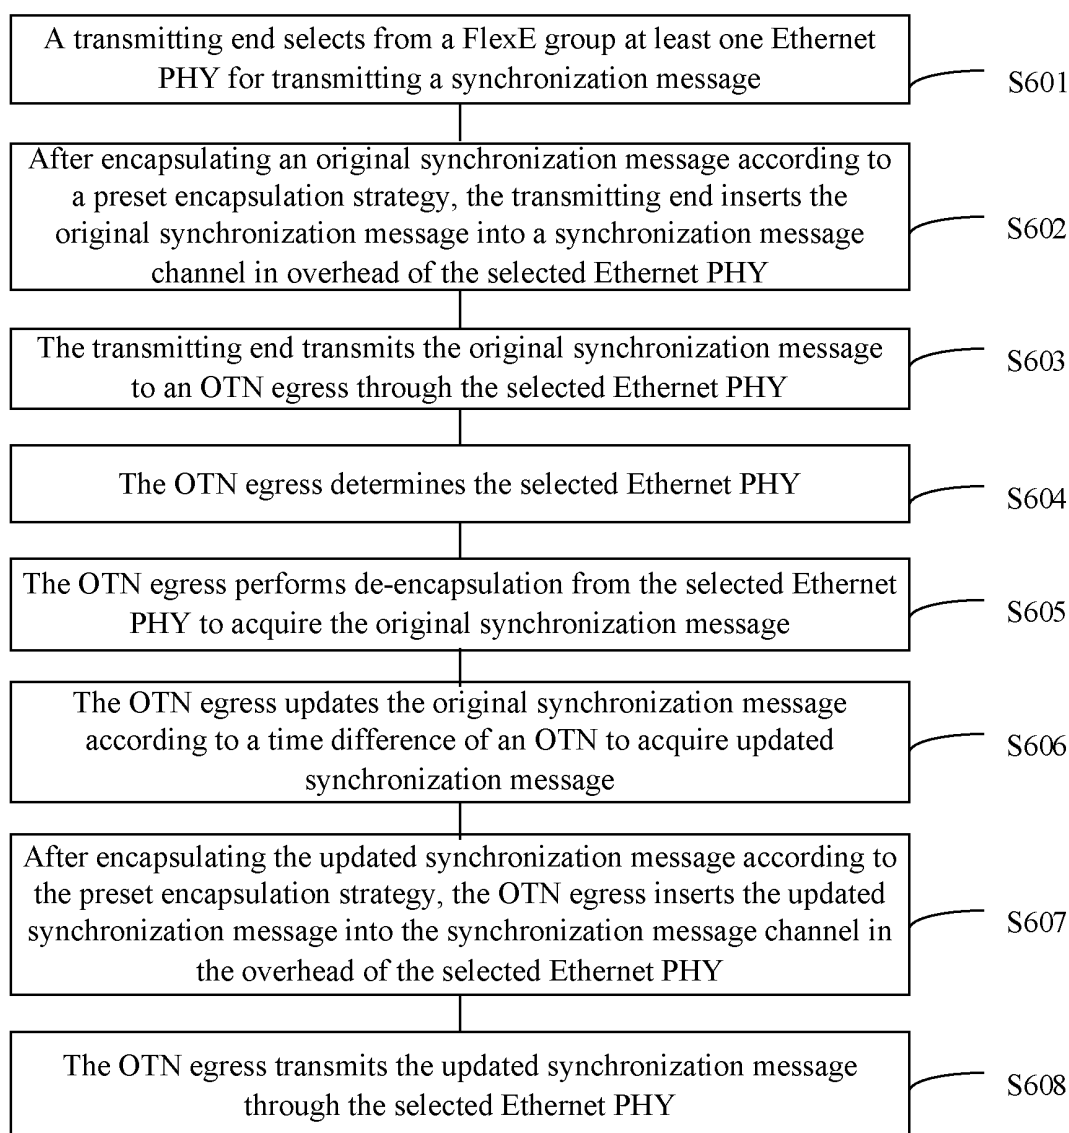 A transmitting end selects from a FlexE group at least one Ethernet
PHY for transmitting a synchronization message
S601
After encapsulating an original synchronization message according to
a preset encapsulation strategy, the transmitting end inserts the
original synchronization message into a synchronization message
channel in overhead of the selected Ethernet PHY
S602
The transmitting end transmits the original synchronization message
to an OTN egress through the selected Ethernet PHY
S603
The OTN egress determines the selected Ethernet PHY
S604
The OTN egress performs de-encapsulation from the selected Ethernet
PHY to acquire the original synchronization message
S605
The OTN egress updates the original synchronization message
according to a time difference of an OTN to acquire updated
synchronization message
S606
After encapsulating the updated synchronization message according to
the preset encapsulation strategy, the OTN egress inserts the updated
synchronization message into the synchronization message channel in
the overhead of the selected Ethernet PHY
S607
The OTN egress transmits the updated synchronization message
through the selected Ethernet PHY
S608